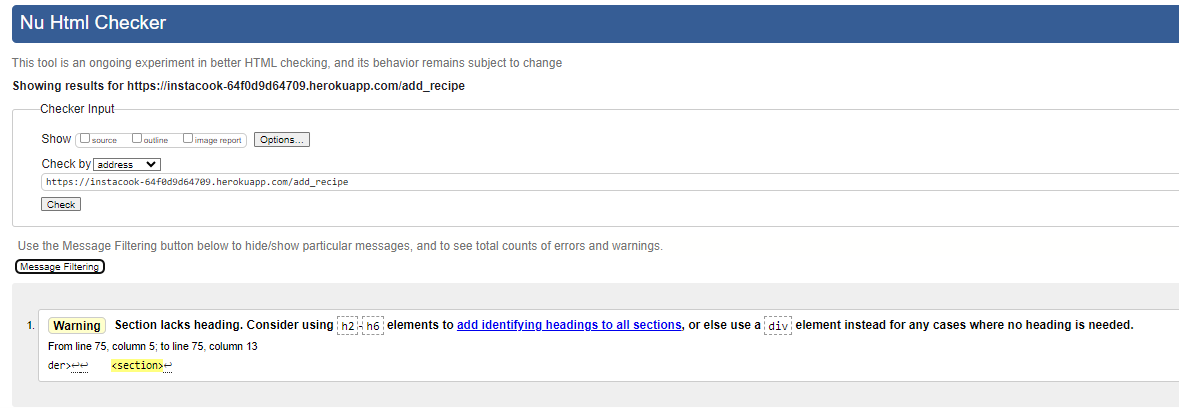 Nu Html Checker
This tool is an ongoing experiment in better HTML checking, and its behavior remains subject to change
Showing results for https://instacook-64f0d9d64709.herokuapp.com/add_recipe
Checker Input
Show source outline image report Options...
Check by address
https://instacook-64f0d9d64709.herokuapp.com/add_recipe
Check
Use the Message Filtering button below to hide/show particular messages, and to see total counts of errors and warnings.
Message Filtering
1. Warning Section lacks heading. Consider using h2-h6 elements to add identifying headings to all sections, or else use a div element instead for any cases where no heading is needed.
From line 75, column 5; to line 75, column 13
der>↩↩ <section>↩